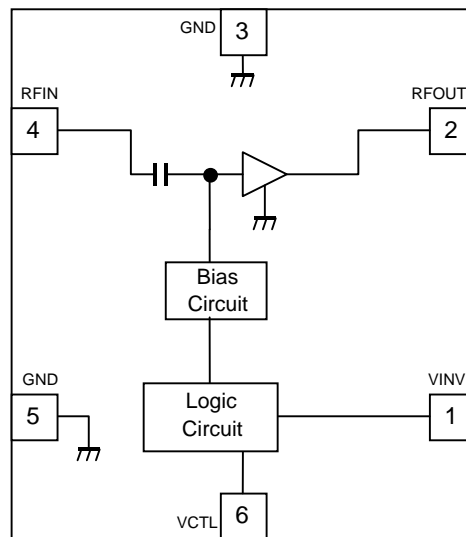 GND
3
RFIN
4
RFOUT
2
Bias
Circuit
GND
5
Logic
Circuit
VINV
1
VCTL
6